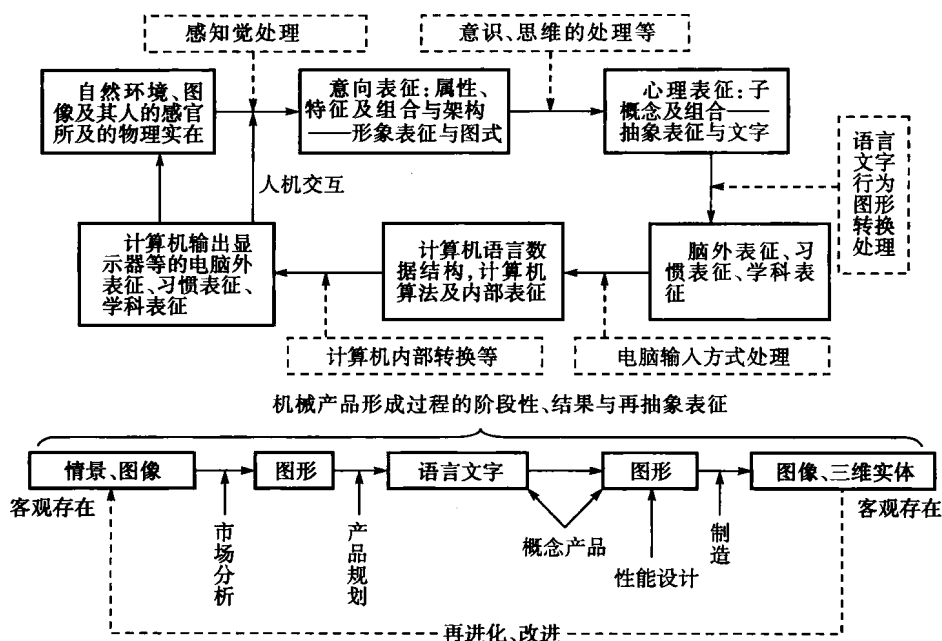 感知觉处理
意识、思维的处理等
自然环境、图
像及其人的感官
所及的物理实在
意向表征：属性、
特征及组合与架构
——形象表征与图式
心理表征：子
概念及组合——
抽象表征与文字
语言
文字
行为
图形
转换
处理
人机交互
计算机输出显
示器等的电脑外
表征、习惯表征、
学科表征
计算机语言数
据结构，计算机
算法及内部表征
脑外表征、习
惯表征、学科表
征
计算机内部转换等
电脑输入方式处理
机械产品形成过程的阶段性、结果与再抽象表征
情景、图像
图形
语言文字
图形
图像、三维实体
客观存在
客观存在
市场分析
产品规划
概念产品
性能设计
制造
再进化、改进